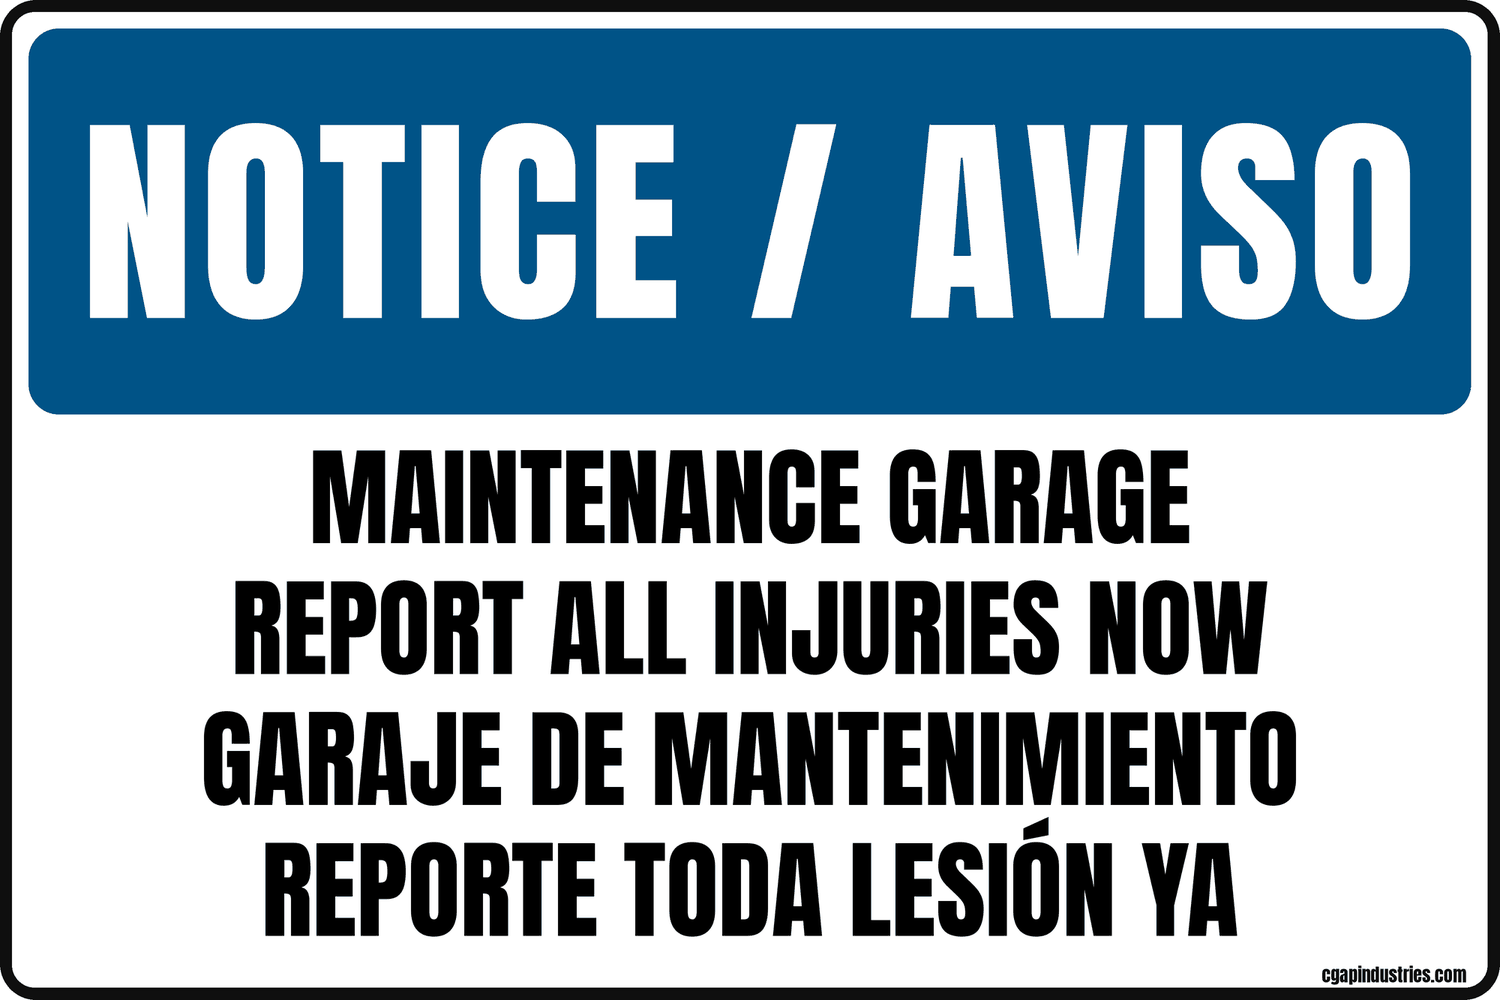 NOTICE / AVISO
MAINTENANCE GARAGE
REPORT ALL INJURIES NOW
GARAJE DE MANTENIMIENTO
REPORTE TODA LESIÓN YA
cgapindustries.com